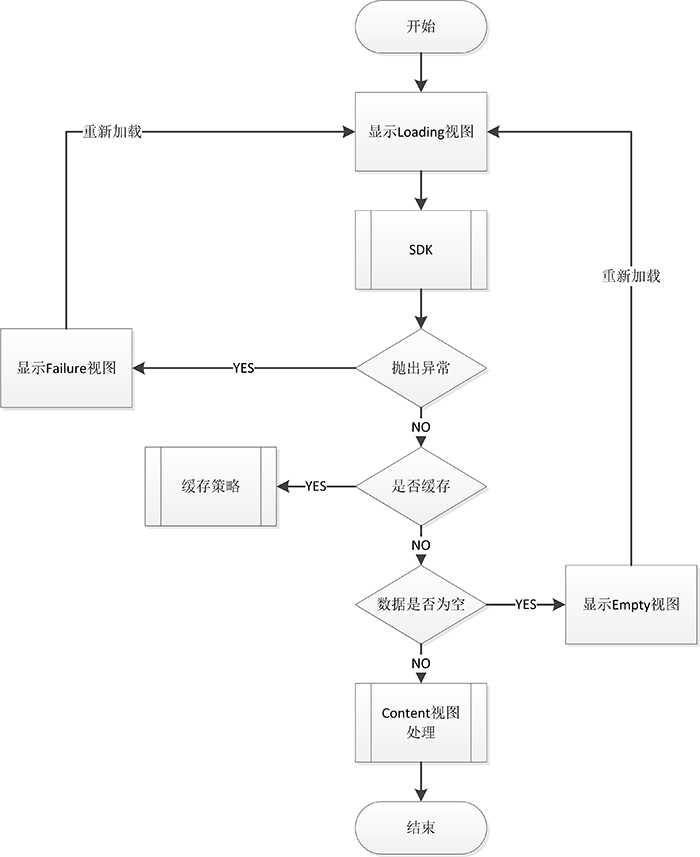 开始
重新加载
显示Loading视图
SDK
重新加载
显示Failure视图
YES
抛出异常
NO
缓存策略
YES
是否缓存
NO
数据是否为空
YES
显示Empty视图
NO
Content视图
处理
结束